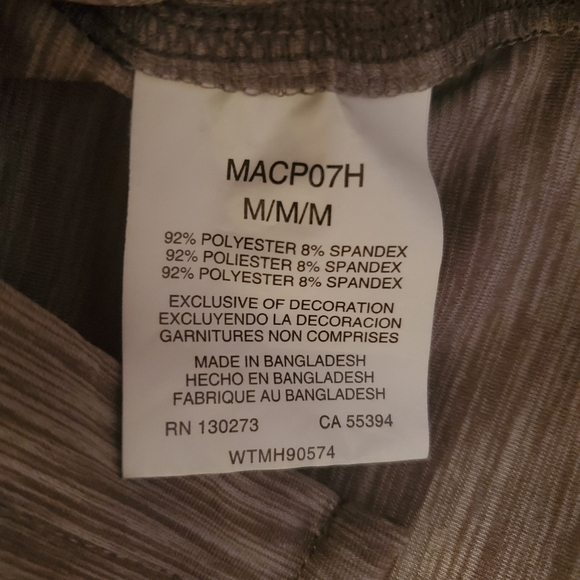 MACP07H
M/M/M
92% POLYESTER 8% SPANDEX
92% POLIESTER 8% SPANDEX
92% POLYESTER 8% SPANDEX
EXCLUSIVE OF DECORATION
EXCLUYENDO LA DECORACION
GARNITURES NON COMPRISES
MADE IN BANGLADESH
HECHO EN BANGLADESH
FABRIQUE AU BANGLADESH
RN 130273 CA 55394
WTMH90574